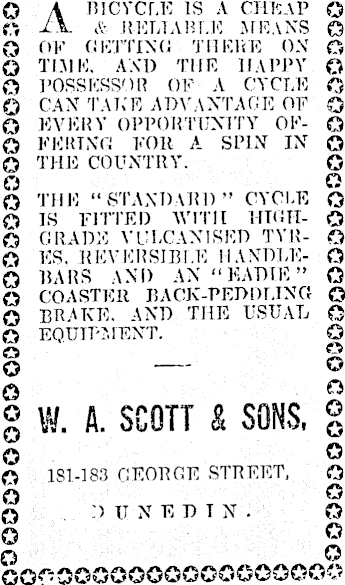 A BICYCLE IS A CHEAP
& RELIABLE MEANS
OF GETTING THERE ON
TIME, AND THE HAPPY
POSSESSOR OF A CYCLE
CAN TAKE ADVANTAGE OF
EVERY OPPORTUNITY OF-
FERING FOR A SPIN IN
THE COUNTRY.
THE "STANDARD" CYCLE
IS FITTED WITH HIGH-
GRADE VULCANISED TYR-
ES, REVERSIBLE HANDLE-
BARS AND AN "EADIE"
COASTER BACK-PEDDLING
BRAKE, AND THE USUAL
EQUIPMENT.
W. A. SCOTT & SONS,
181-183 GEORGE STREET,
DUNEDIN.